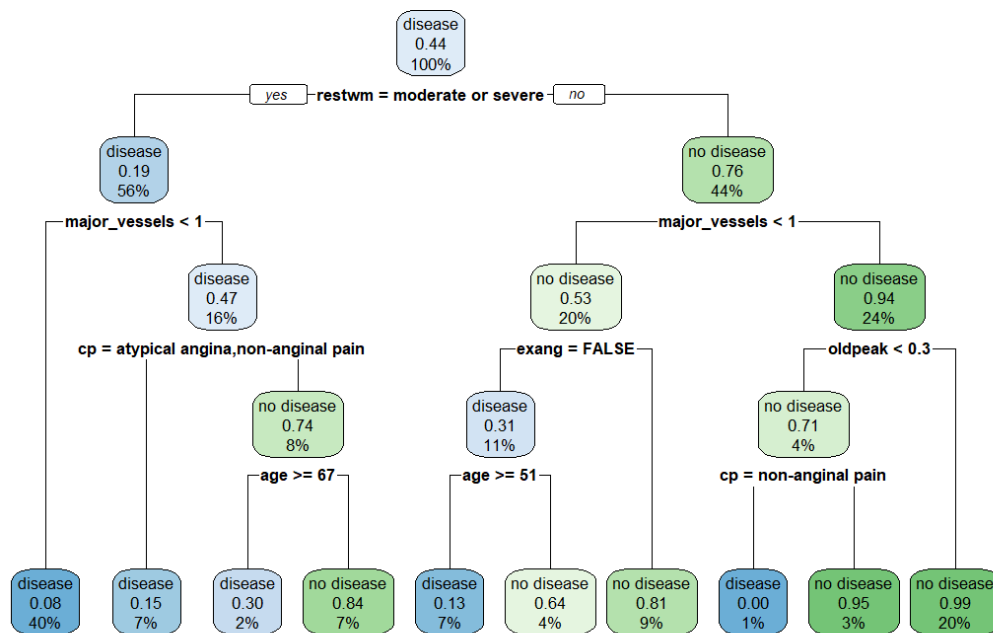 disease
0.44
100%
yes restwm = moderate or severe no
disease
0.19
56%
no disease
0.76
44%
major_vessels < 1
major_vessels < 1
disease
0.47
16%
no disease
0.53
20%
no disease
0.94
24%
cp = atypical angina,non-anginal pain
exang = FALSE
oldpeak < 0.3
no disease
0.74
8%
disease
0.31
11%
no disease
0.71
4%
age >= 67
age >= 51
cp = non-anginal pain
disease
0.08
40%
disease
0.15
7%
disease
0.30
2%
no disease
0.84
7%
disease
0.13
7%
no disease
0.64
4%
no disease
0.81
9%
disease
0.00
1%
no disease
0.95
3%
no disease
0.99
20%